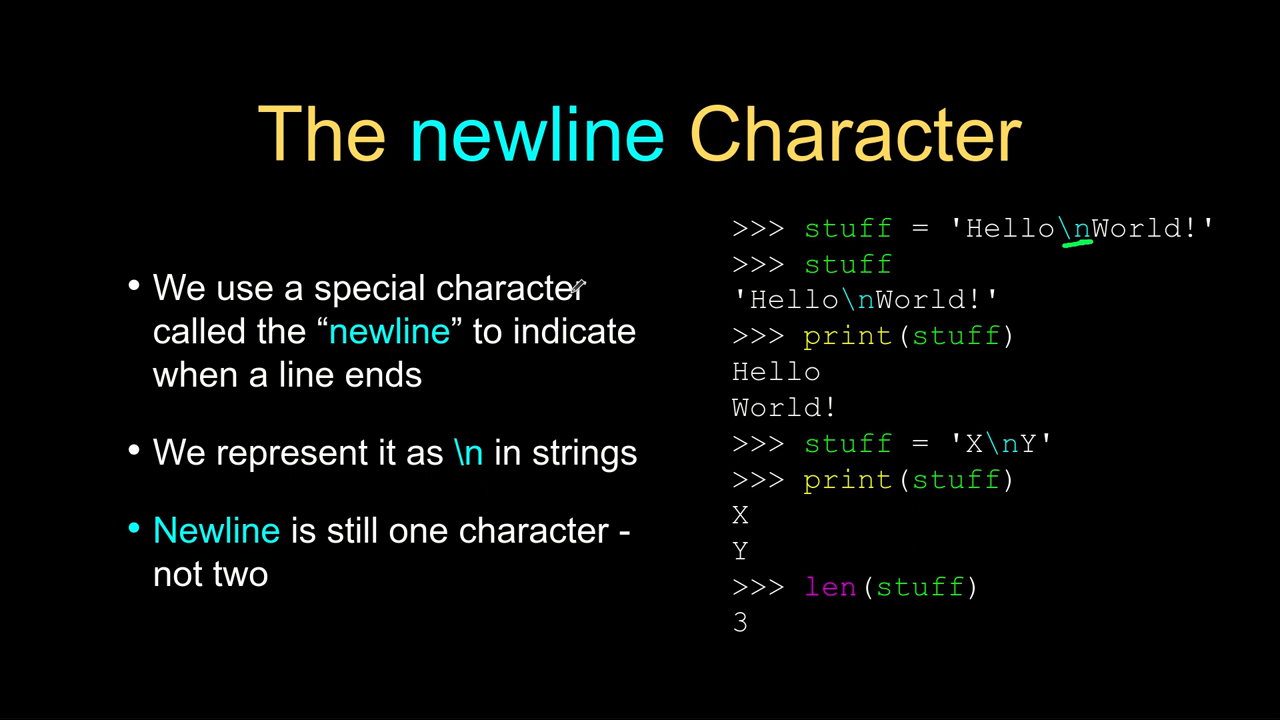 The newline Character
• We use a special character
called the “newline” to indicate
when a line ends
• We represent it as \n in strings
• Newline is still one character -
not two
>>> stuff = 'Hello\nWorld!'
>>> stuff
'Hello\nWorld!'
>>> print(stuff)
Hello
World!
>>> stuff = 'X\nY'
>>> print(stuff)
X
Y
>>> len(stuff)
3